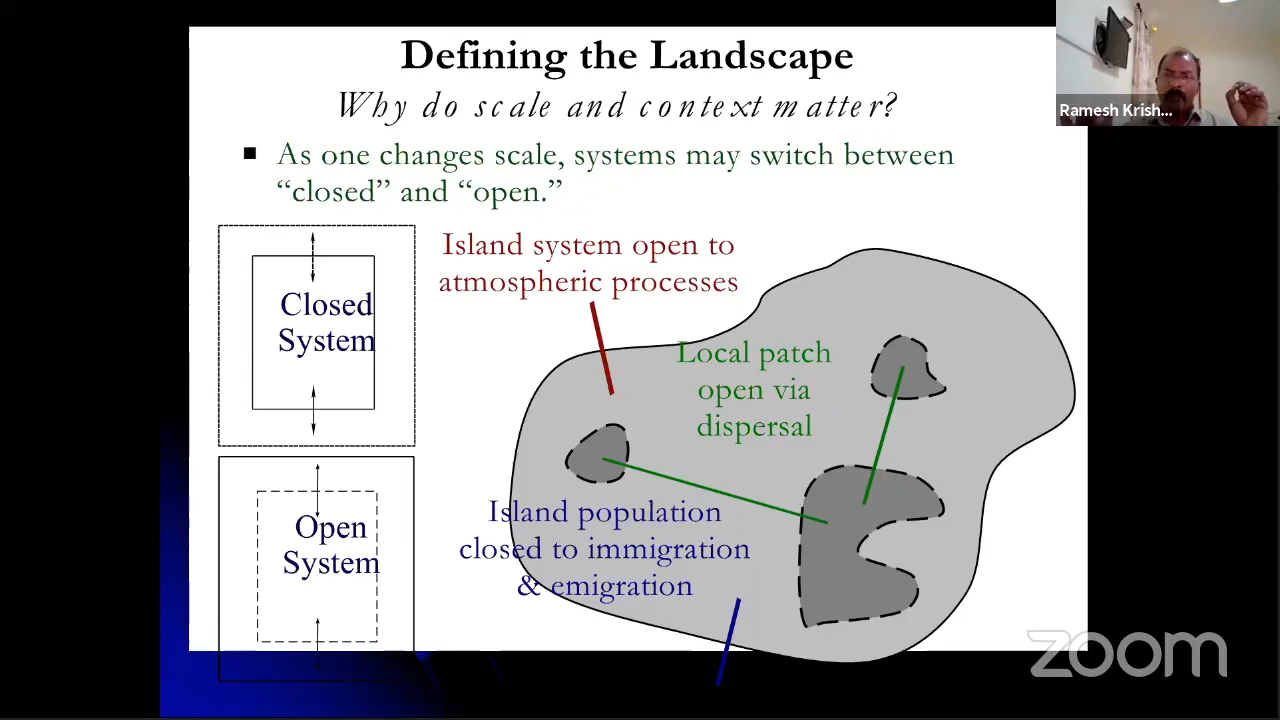 Defining the Landscape
Why do scale and context matter?
As one changes scale, systems may switch between
“closed” and “open.”
Closed
System
Open
System
Island system open to
atmospheric processes
Local patch
open via
dispersal
Island population
closed to immigration
& emigration
Ramesh Krish...
zoom